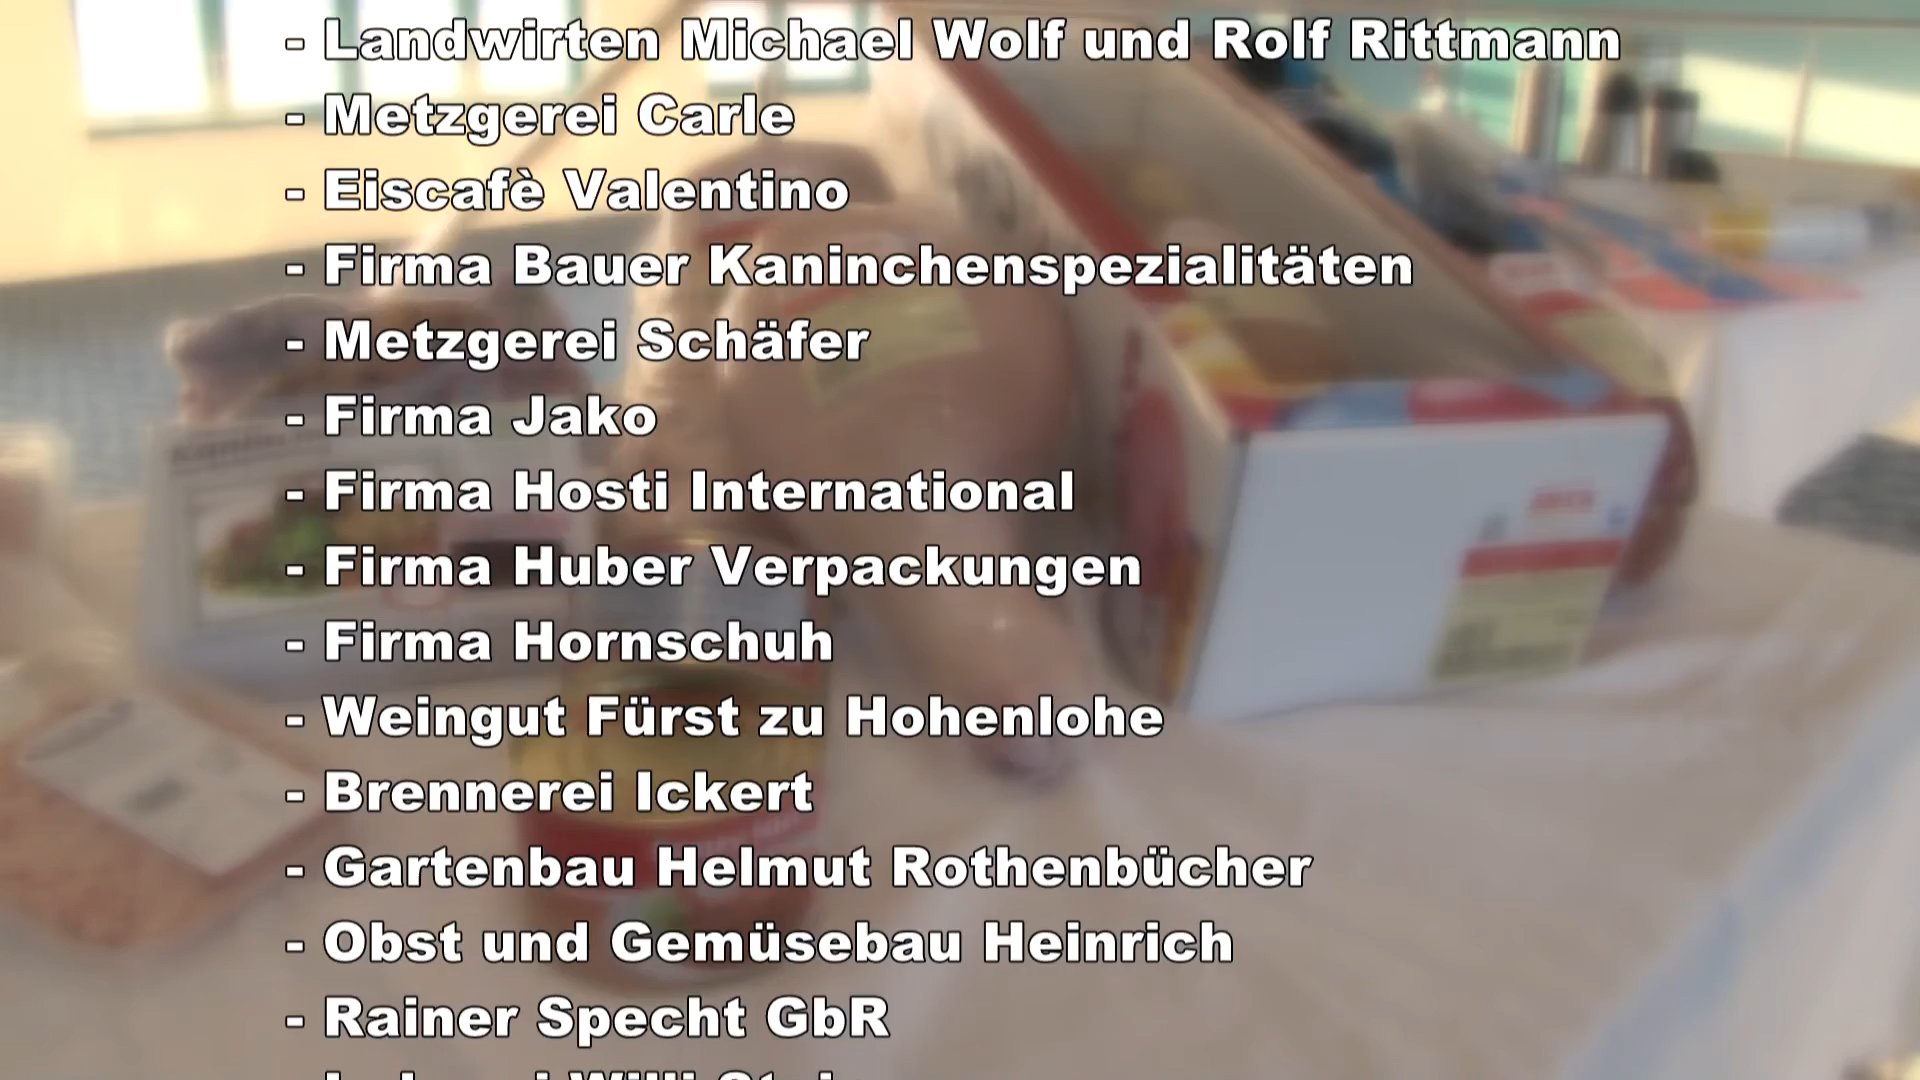 - Landwirten Michael Wolf und Rolf Rittmann
- Metzgerei Carle
- Eiscafè Valentino
- Firma Bauer Kaninchenspezialitäten
- Metzgerei Schäfer
- Firma Jako
- Firma Hosti International
- Firma Huber Verpackungen
- Firma Hornschuh
- Weingut Fürst zu Hohenlohe
- Brennerei Ickert
- Gartenbau Helmut Rothenbücher
- Obst und Gemüsebau Heinrich
- Rainer Specht GbR